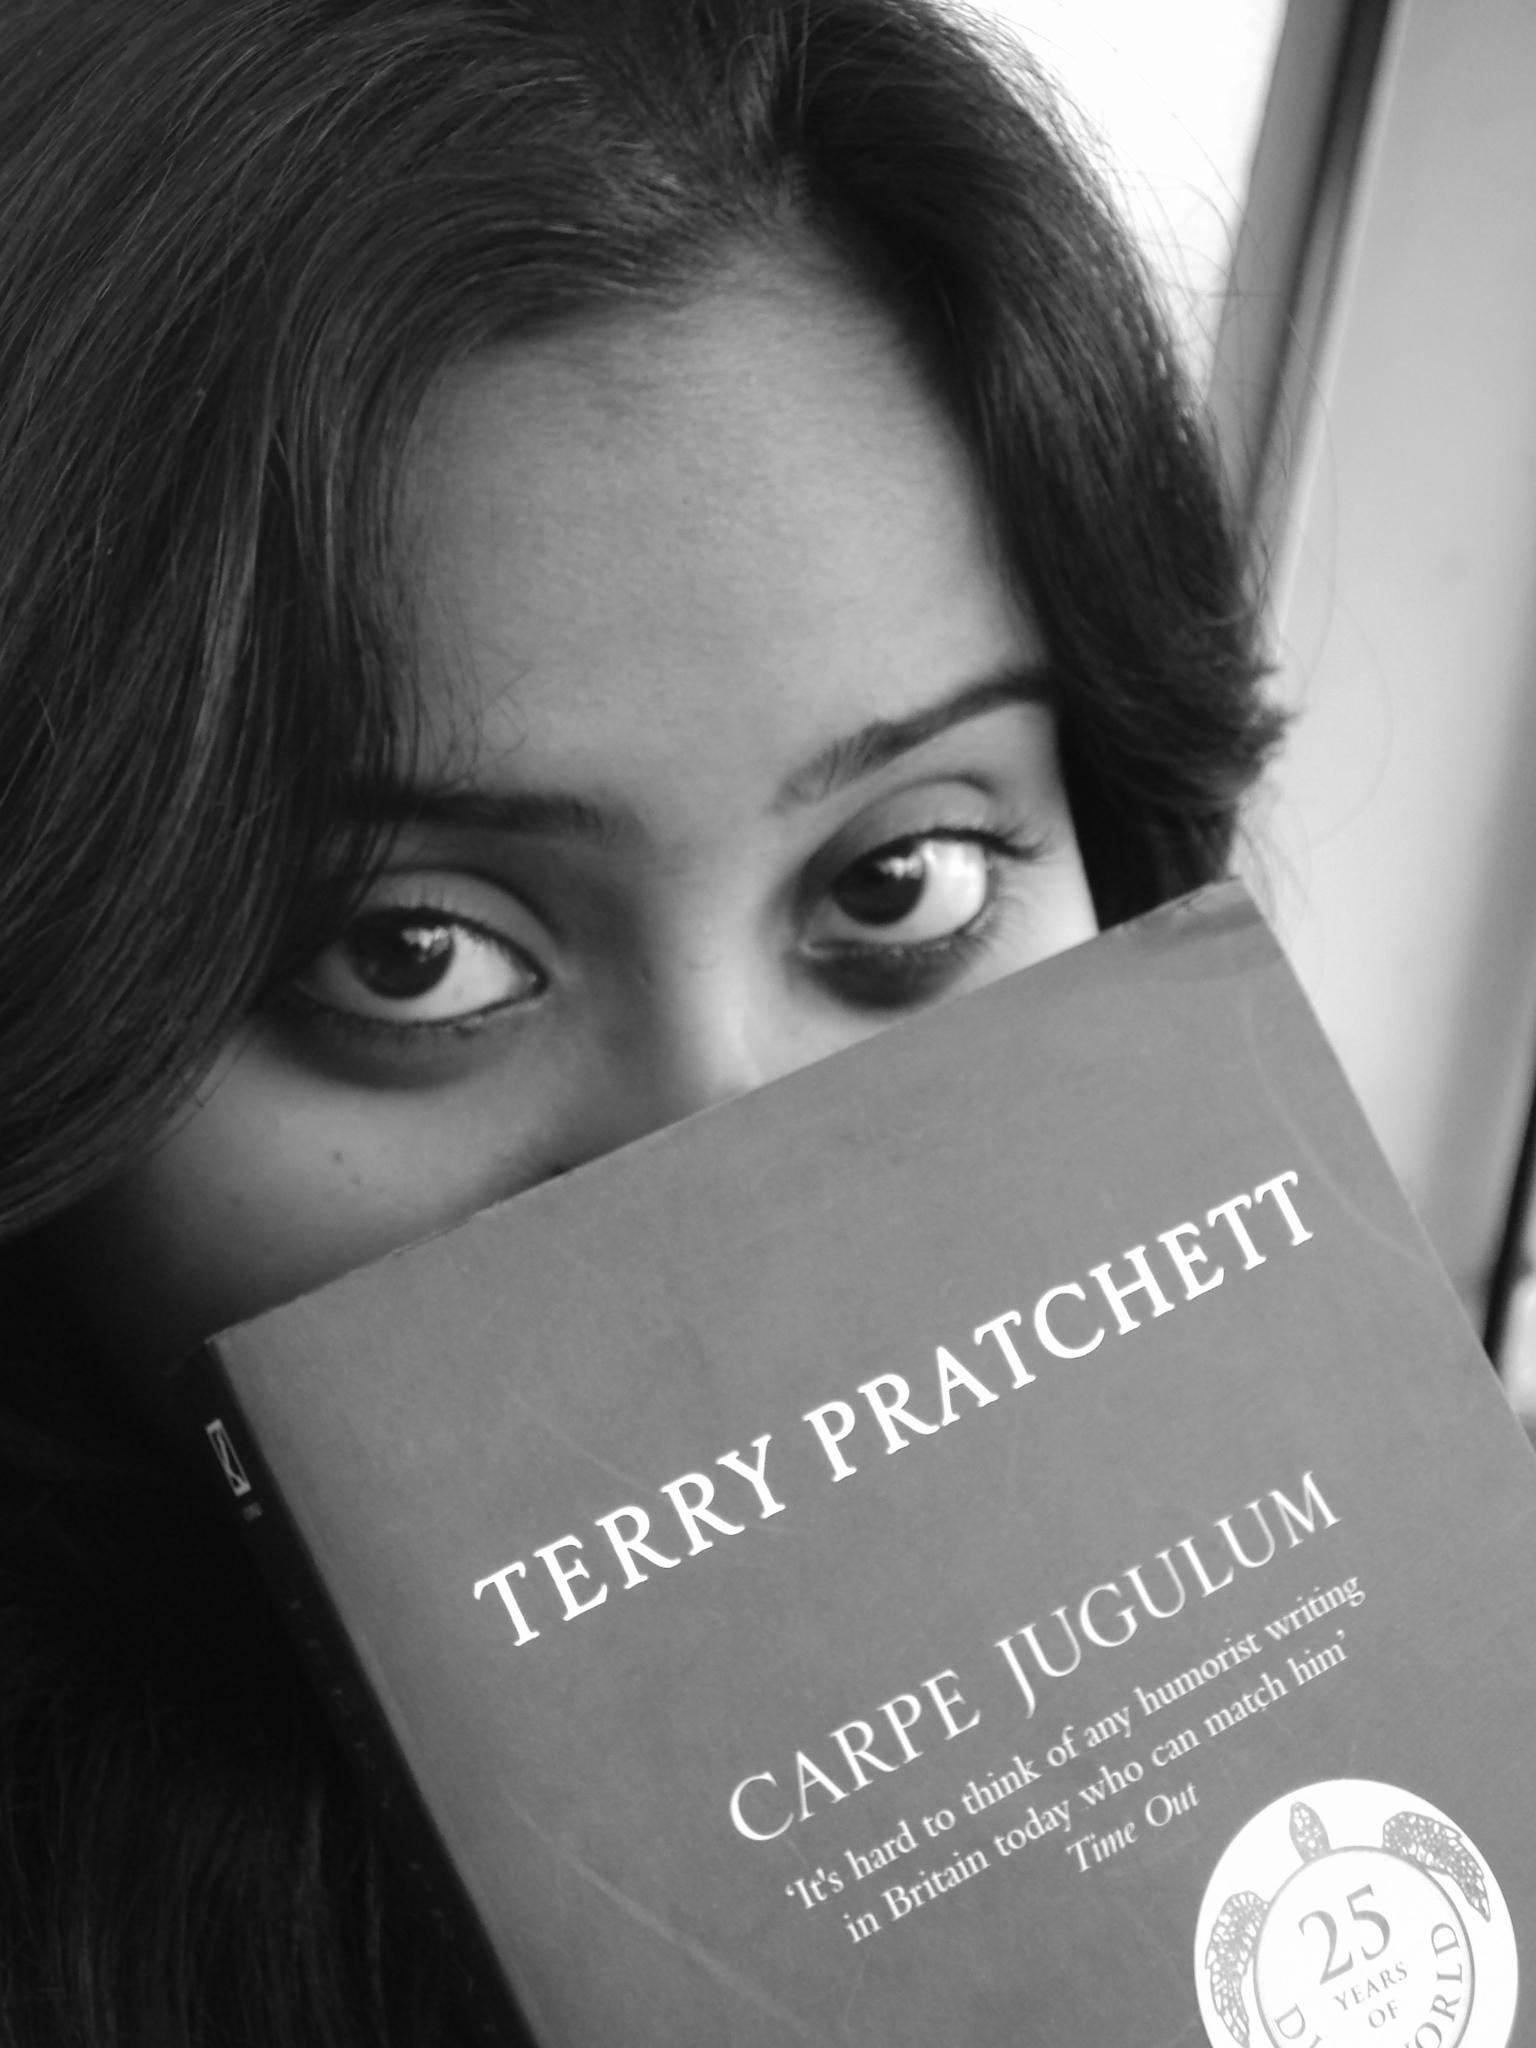 TERRY PRATCHETT
CARPE JUGULUM
‘It's hard to think of any humorist writing
in Britain today who can match him’
Time Out
25
YEARS
OF